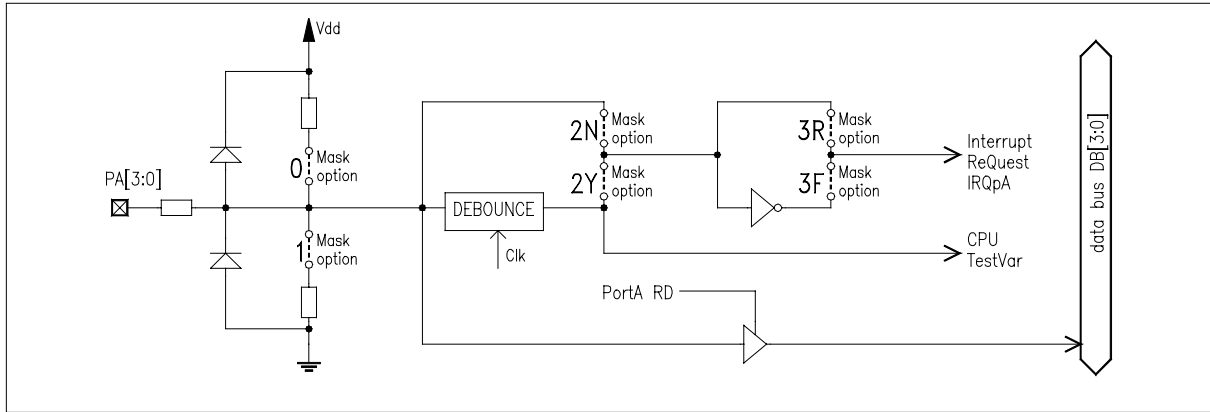 Vdd
PA[3:0]
0
Mask
option
1
Mask
option
DEBOUNCE
Clk
2N
Mask
option
2Y
Mask
option
3R
Mask
option
3F
Mask
option
Interrupt
ReQuest
IRQpA
CPU
TestVar
PortA RD
data bus DB[3:0]